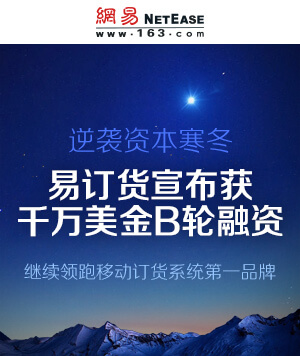 網易 NETEASE
www.163.com
逆袭资本寒冬
易订货宣布获
千万美金B轮融资
继续领跑移动订货系统第一品牌